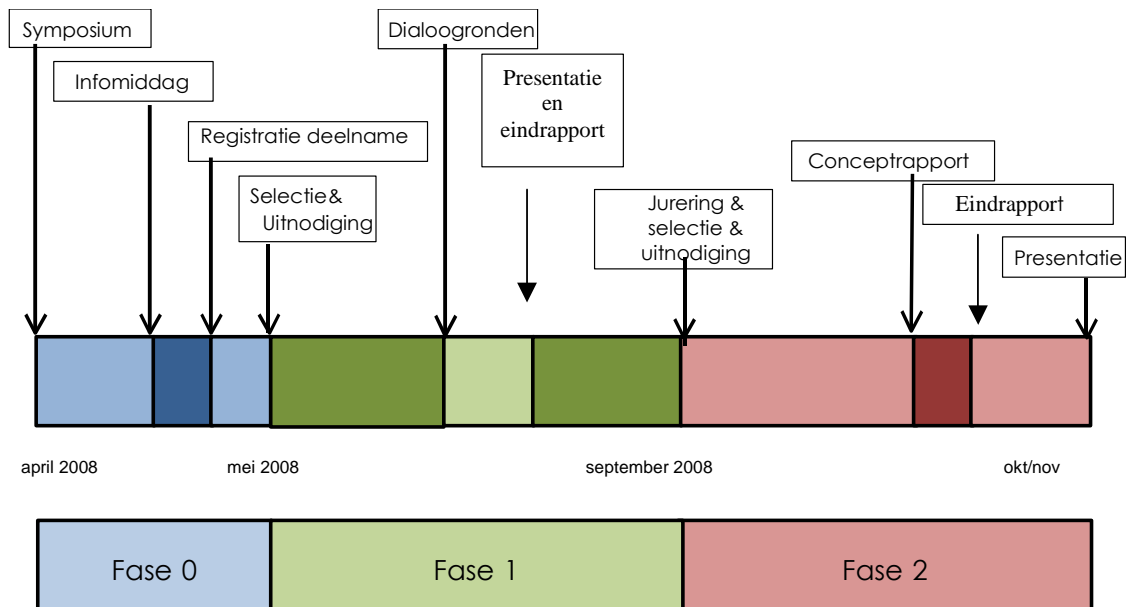 Symposium
Infomiddag
Registratie deelname
Selectie&
Uitnodiging
Dialoogronden
Presentatie
en
eindrapport
Jurering &
selectie &
uitnodiging
Conceptrapport
Eindrapport
Presentatie
april 2008
mei 2008
september 2008
okt/nov
Fase 0
Fase 1
Fase 2